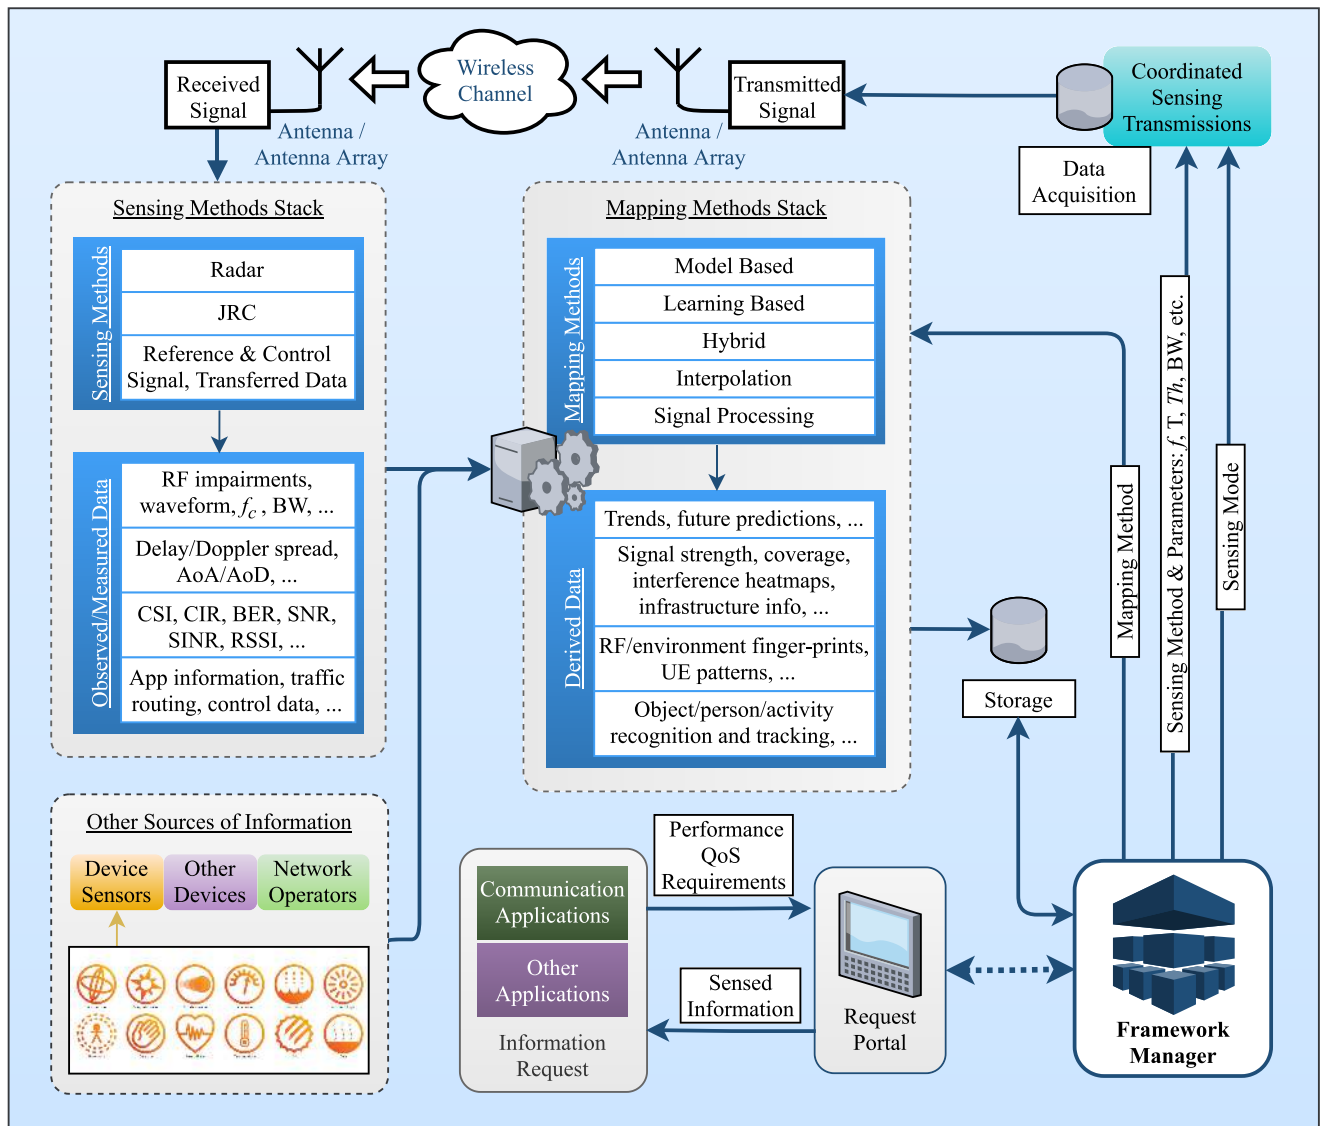 Received
Signal
Antenna /
Antenna Array
Wireless
Channel
Antenna /
Antenna Array
Transmitted
Signal
Coordinated
Sensing
Transmissions
Data
Acquisition
Sensing Methods Stack
Sensing Methods
Radar
JRC
Reference & Control
Signal, Transferred Data
Observed/Measured Data
RF impairments,
waveform, fc , BW, ...
Delay/Doppler spread,
AoA/AoD, ...
CSI, CIR, BER, SNR,
SINR, RSSI, ...
App information, traffic
routing, control data, ...
Mapping Methods Stack
Mapping Methods
Model Based
Learning Based
Hybrid
Interpolation
Signal Processing
Derived Data
Trends, future predictions, ...
Signal strength, coverage,
interference heatmaps,
infrastructure info, ...
RF/environment finger-prints,
UE patterns, ...
Object/person/activity
recognition and tracking, ...
Storage
Mapping Method
Sensing Method & Parameters: f, T, Th, BW, etc.
Sensing Mode
Other Sources of Information
Device
Sensors
Other
Devices
Network
Operators
Communication
Applications
Other
Applications
Information
Request
Performance
QoS
Requirements
Sensed
Information
Request
Portal
Framework
Manager